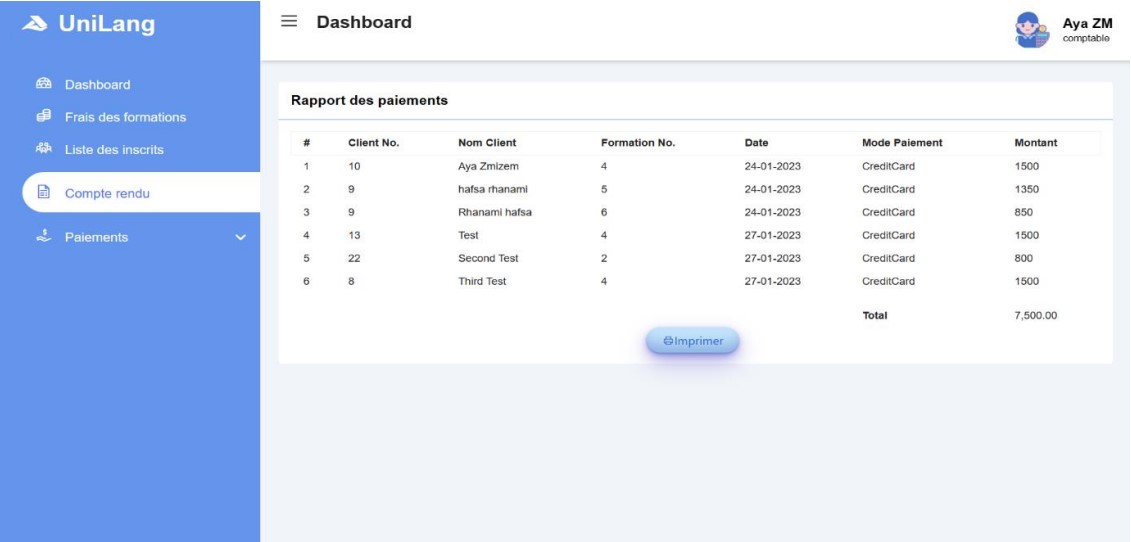 UniLang
Dashboard
Aya ZM
comptable
Dashboard
Frais des formations
Liste des inscrits
Compte rendu
Paiements
Rapport des paiements
# Client No. Nom Client Formation No. Date Mode Paiement Montant
1 10 Aya Zmizem 4 24-01-2023 CreditCard 1500
2 9 hafsa rhanami 5 24-01-2023 CreditCard 1350
3 9 Rhanami hafsa 6 24-01-2023 CreditCard 850
4 13 Test 4 27-01-2023 CreditCard 1500
5 22 Second Test 2 27-01-2023 CreditCard 800
6 8 Third Test 4 27-01-2023 CreditCard 1500
Total 7,500.00
Imprimer